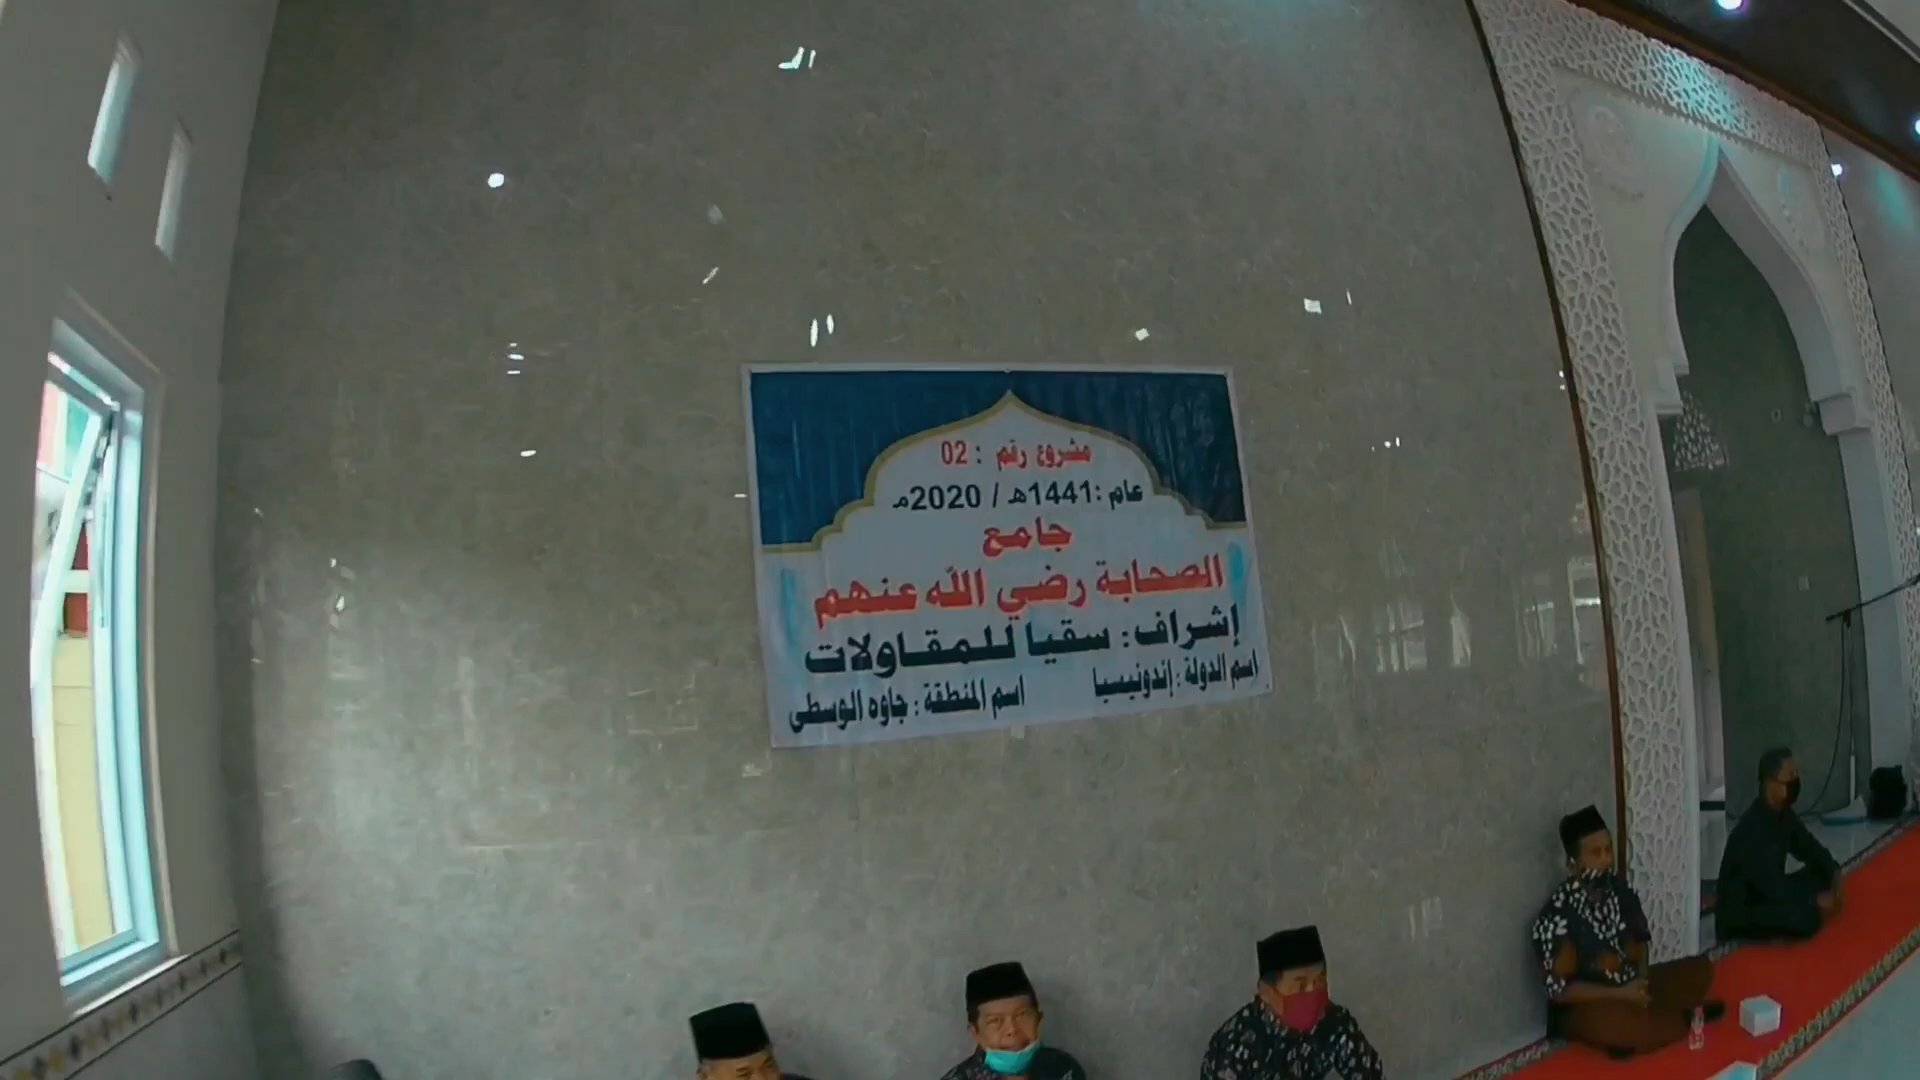 مشروع رقم : 02
عام :1441هـ / 2020م
جامع
الصحابة رضي الله عنهم
إشراف : سقيا للمقاولات
اسم الدولة : إندونيسيا اسم المنطقة : جاوه الوسطى